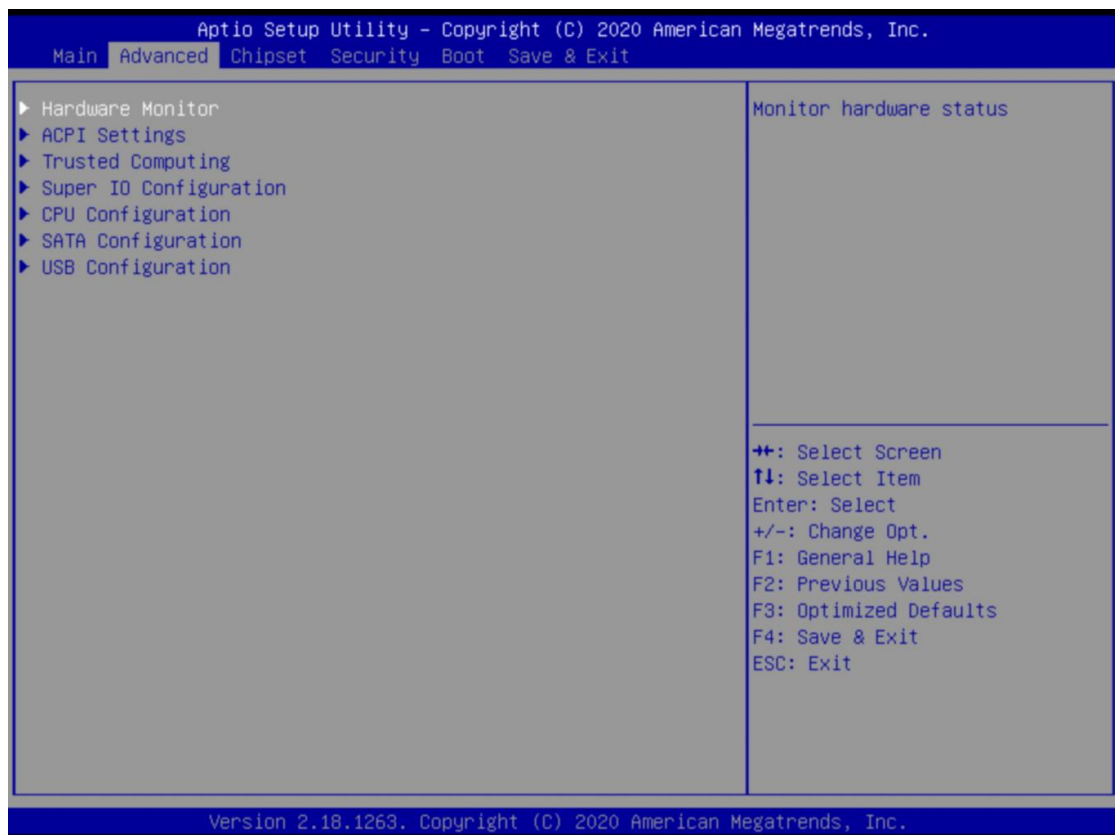 Aptio Setup Utility – Copyright (C) 2020 American Megatrends, Inc.
Main Advanced Chipset Security Boot Save & Exit
▶ Hardware Monitor
▶ ACPI Settings
▶ Trusted Computing
▶ Super IO Configuration
▶ CPU Configuration
▶ SATA Configuration
▶ USB Configuration
Monitor hardware status
→←: Select Screen
↑↓: Select Item
Enter: Select
+/-: Change Opt.
F1: General Help
F2: Previous Values
F3: Optimized Defaults
F4: Save & Exit
ESC: Exit
Version 2.18.1263. Copyright (C) 2020 American Megatrends, Inc.